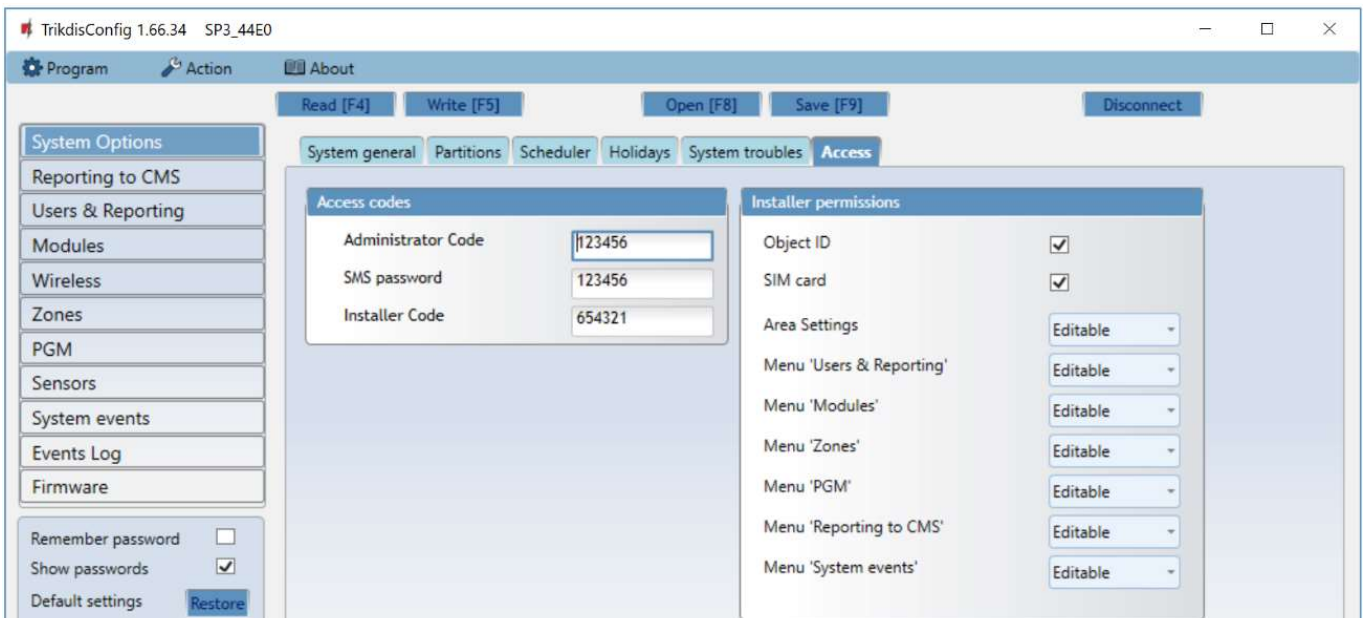 TrikdisConfig 1.66.34 SP3_44E0
Program Action About
Read [F4] Write [F5] Open [F8] Save [F9] Disconnect
System Options
Reporting to CMS
Users & Reporting
Modules
Wireless
Zones
PGM
Sensors
System events
Events Log
Firmware
Remember password
Show passwords
Default settings Restore
System general Partitions Scheduler Holidays System troubles Access
Access codes
Administrator Code 123456
SMS password 123456
Installer Code 654321
Installer permissions
Object ID
SIM card
Area Settings Editable
Menu 'Users & Reporting' Editable
Menu 'Modules' Editable
Menu 'Zones' Editable
Menu 'PGM' Editable
Menu 'Reporting to CMS' Editable
Menu 'System events' Editable